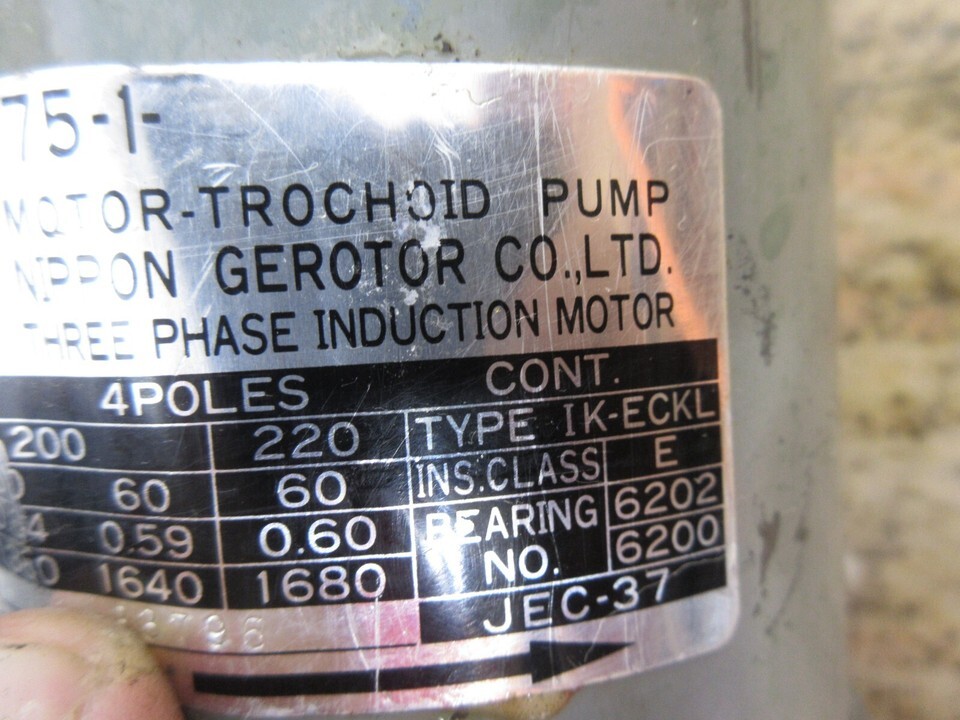 75-1-
MOTOR-TROCHOID PUMP
NIPPON GEROTOR CO.,LTD.
THREE PHASE INDUCTION MOTOR
4POLES CONT.
200 220 TYPE IK-ECKL
60 60 INS.CLASS E
0.59 0.60 BEARING NO. 6202
1640 1680 6200
JEC-37